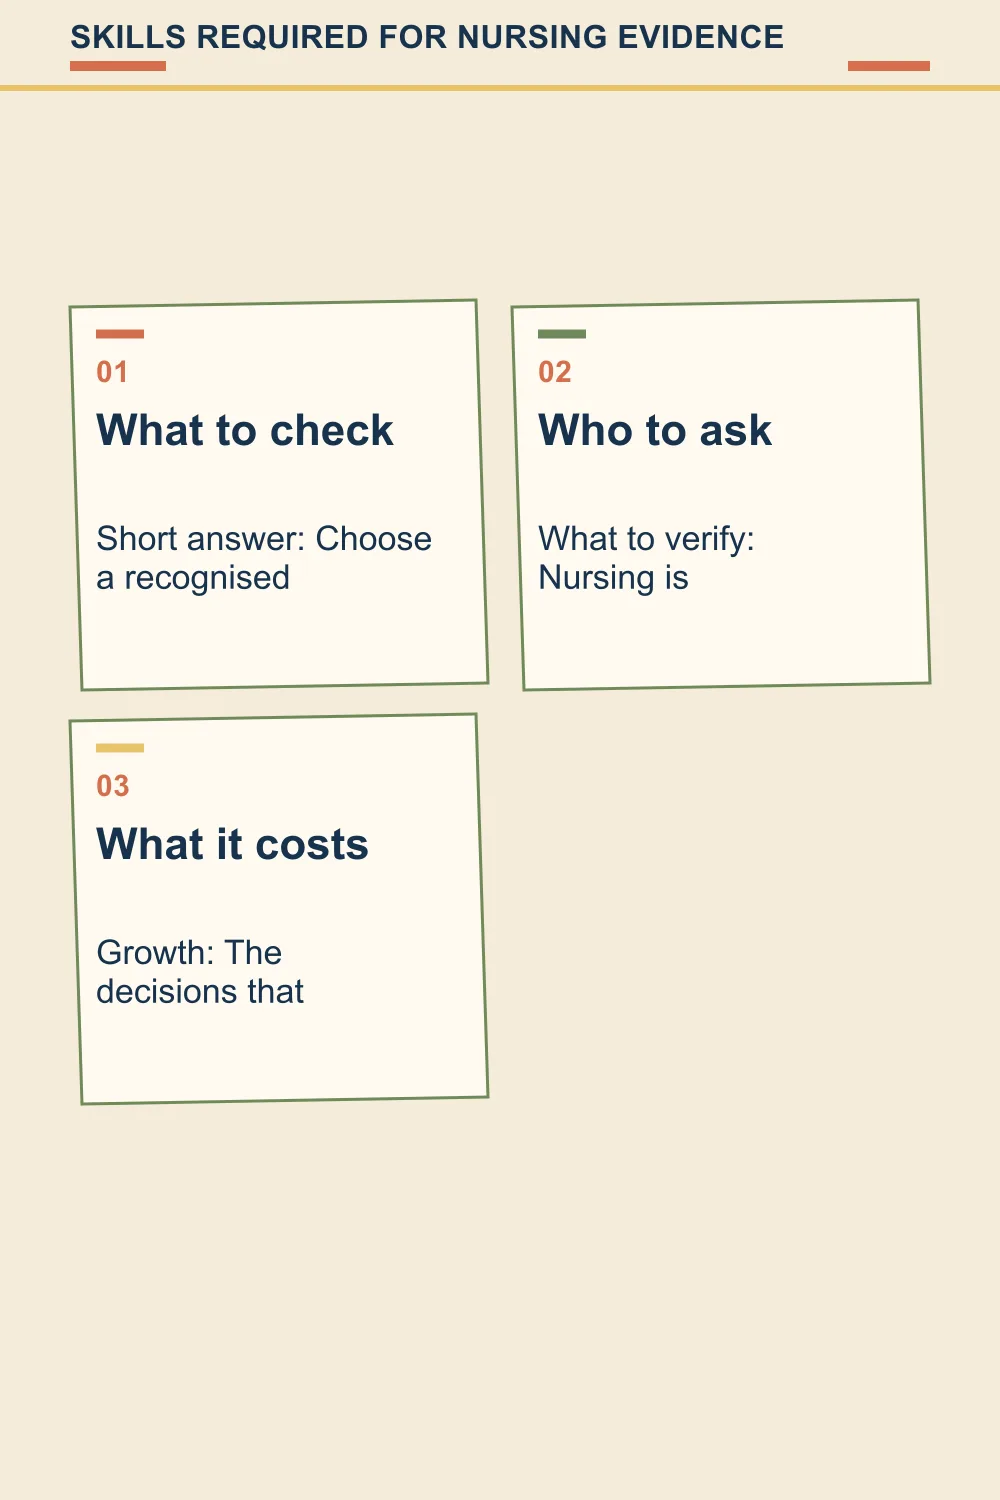 SKILLS REQUIRED FOR NURSING EVIDENCE
01
What to check
Short answer: Choose
a recognised
02
Who to ask
What to verify:
Nursing is
03
What it costs
Growth: The
decisions that